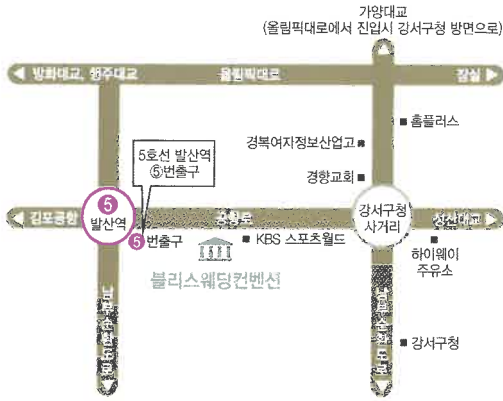 가양대교
(올림픽대로에서 진입시 강서구청 방면으로)
방화대교, 행주대교
올림픽대로
잠실
홈플러스
경복여자정보산업고
5호선 발산역
⑤번출구
경향교회
김포공항
5
발산역
공항로
강서구청
사거리
성산대교
5번출구
KBS 스포츠월드
하이웨이
주유소
블리스웨딩컨벤션
강서구청